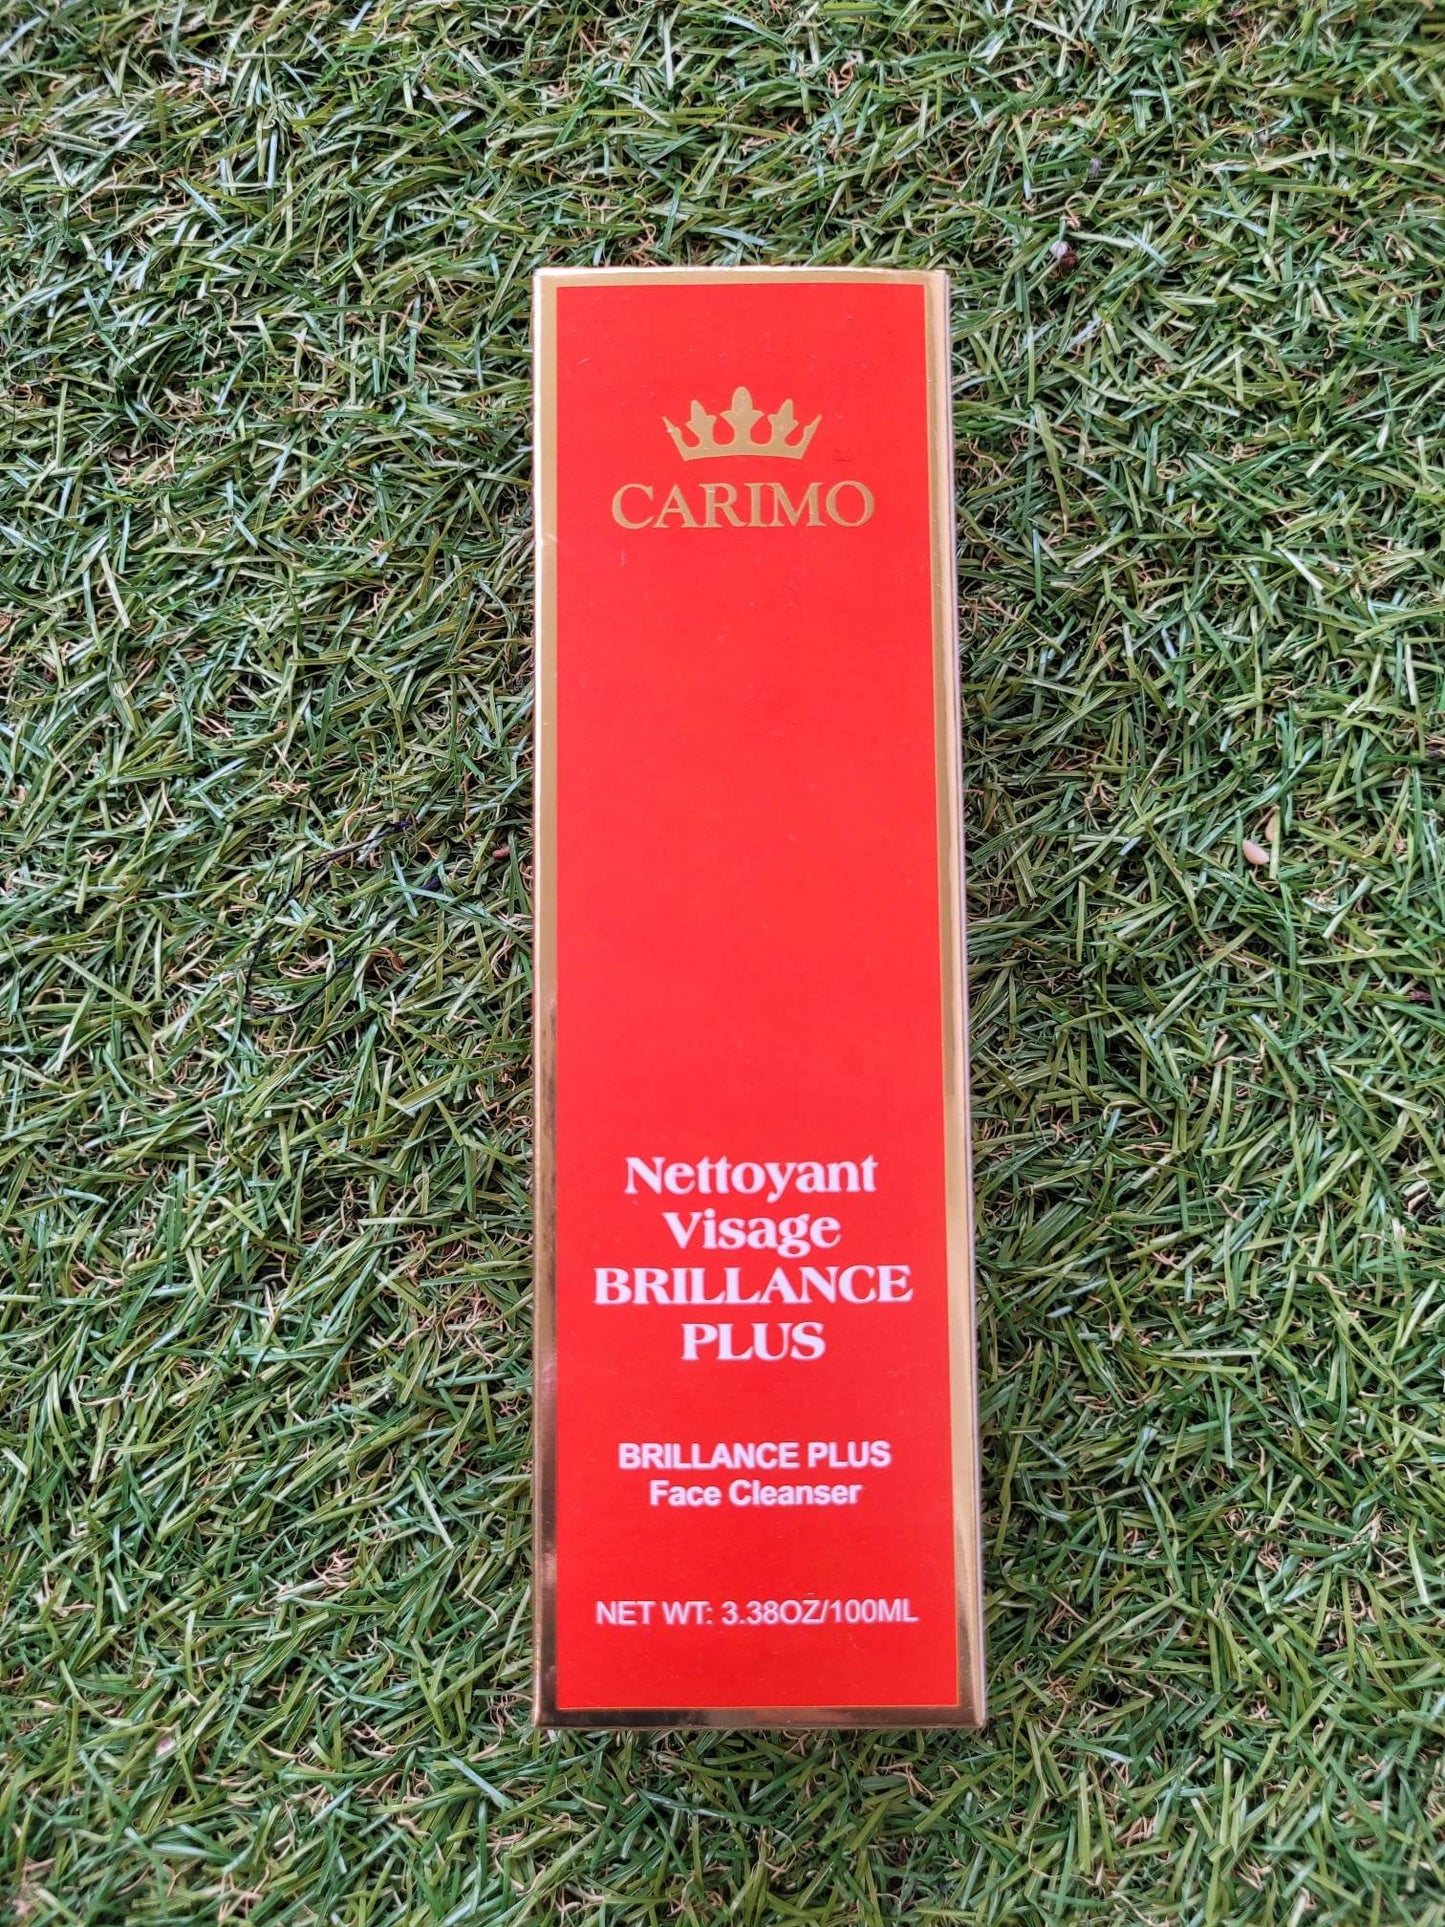 CARIMO
Nettoyant
Visage
BRILLANCE
PLUS
BRILLANCE PLUS
Face Cleanser
NET WT: 3.38OZ/100ML